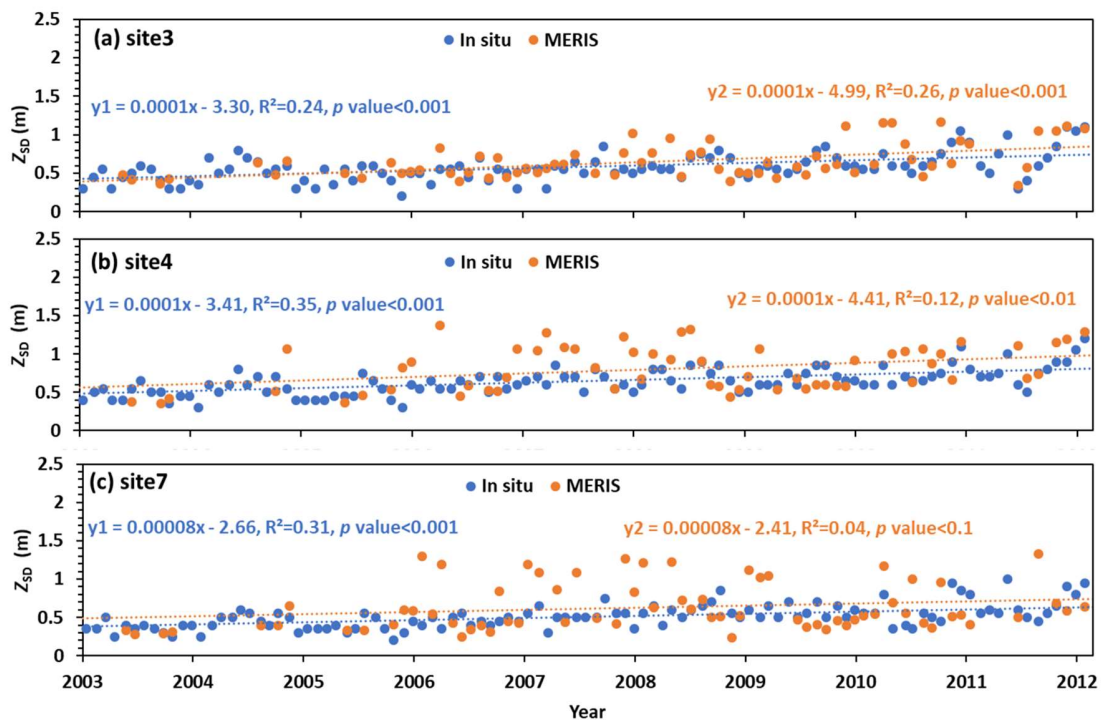 2.5
(a) site3
In situ
MERIS
2
1.5
y1 = 0.0001x - 3.30, R²=0.24, p value<0.001
y2 = 0.0001x - 4.99, R²=0.26, p value<0.001
Z_SD (m)
1
0.5
0
2.5
(b) site4
In situ
MERIS
2
y1 = 0.0001x - 3.41, R²=0.35, p value<0.001
y2 = 0.0001x - 4.41, R²=0.12, p value<0.01
1.5
Z_SD (m)
1
0.5
0
2.5
(c) site7
In situ
MERIS
2
y1 = 0.00008x - 2.66, R²=0.31, p value<0.001
y2 = 0.00008x - 2.41, R²=0.04, p value<0.1
1.5
Z_SD (m)
1
0.5
0
2003 2004 2005 2006 2007 2008 2009 2010 2011 2012
Year